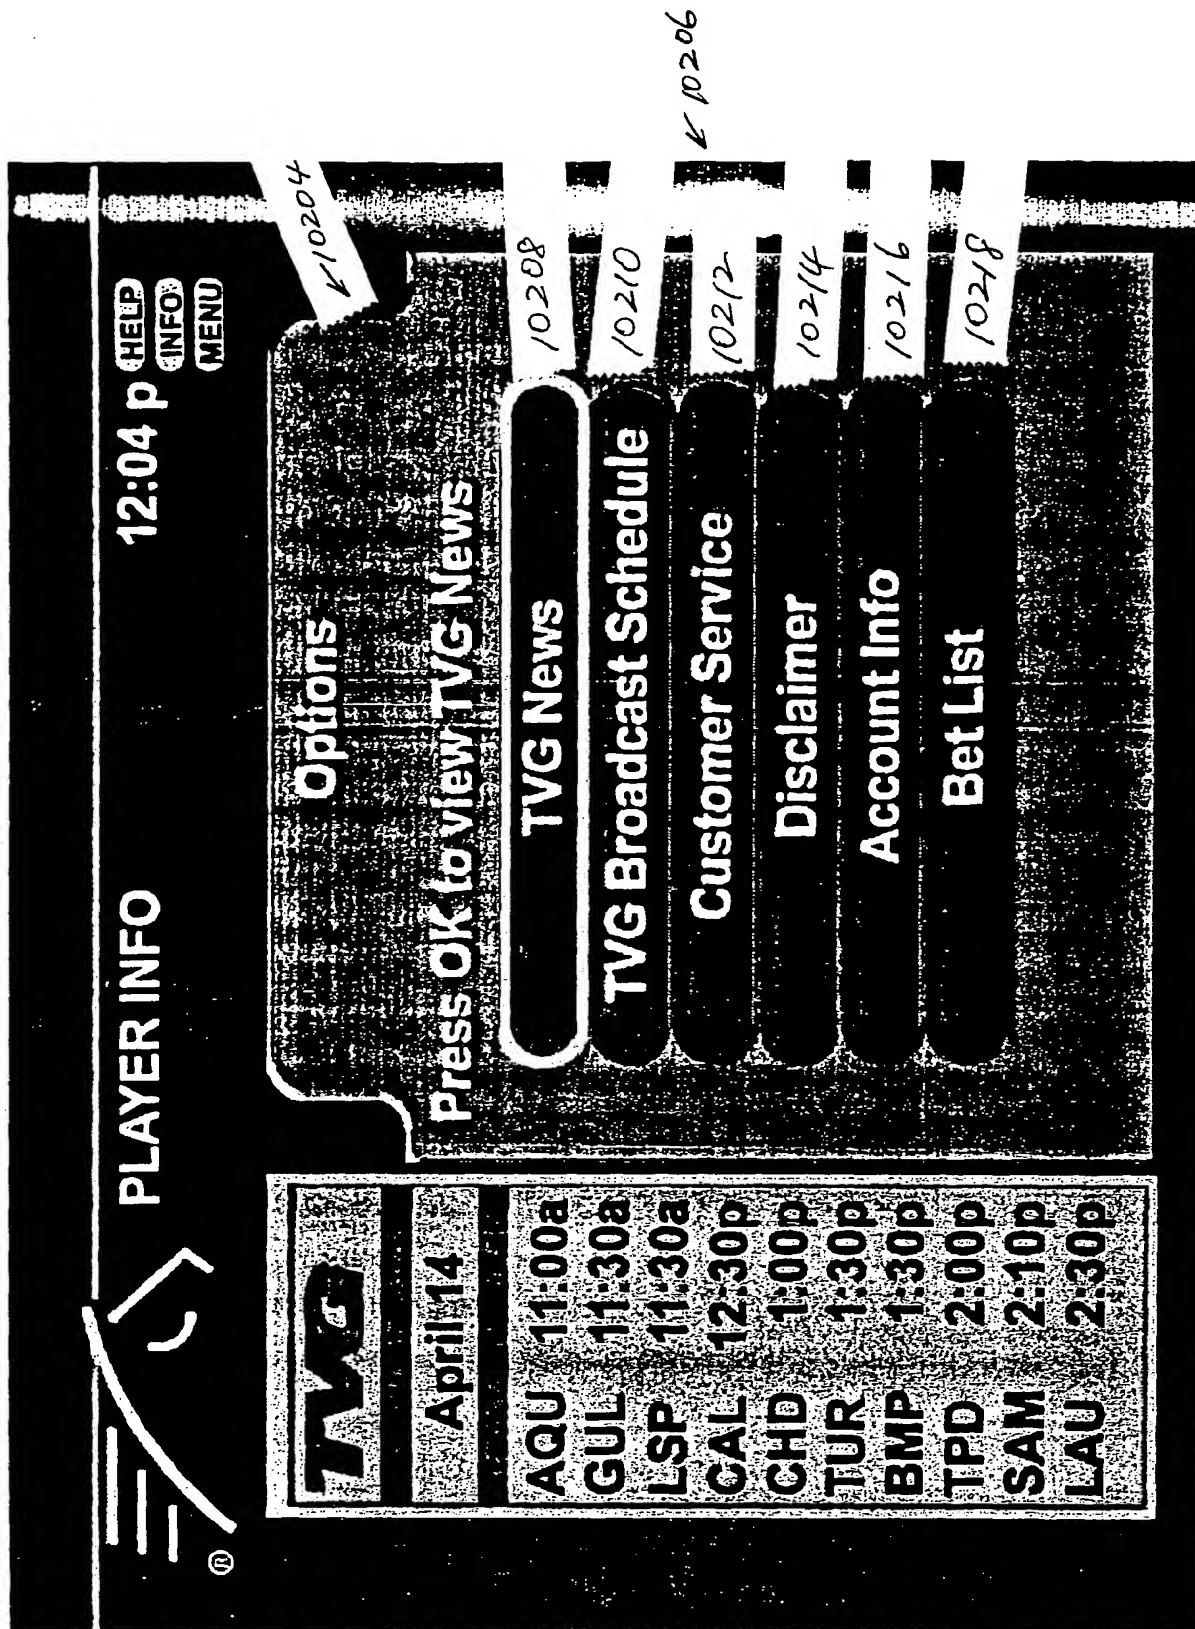 PLAYER INFO
12:04 p
HELP
INFO
MENU
®
TVG
April 14
AQU 11:00a
GUL 11:30a
LSP 11:30a
CAL 12:30p
CHD 1:00p
TUR 1:30p
BMP 1:30p
TPD 2:00p
SAM 2:10p
LAU 2:30p
Options
10204
Press OK to view TVG News
TVG News
10208
TVG Broadcast Schedule
10210
10206
Customer Service
10212
Disclaimer
10214
Account Info
10216
Bet List
10218